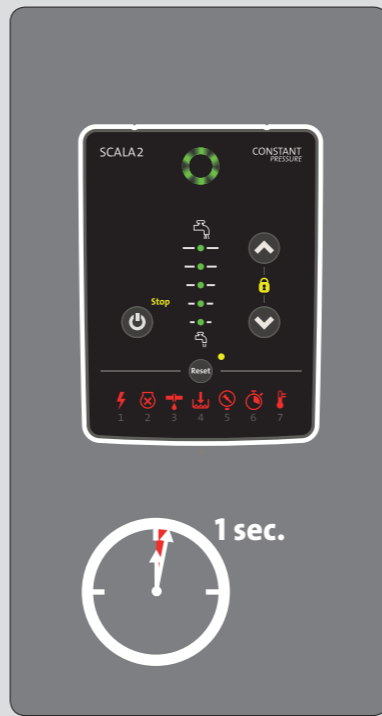 SCALA2
CONSTANT
PRESSURE
Stop
Reset
1 2 3 4 5 6 7
1 sec.